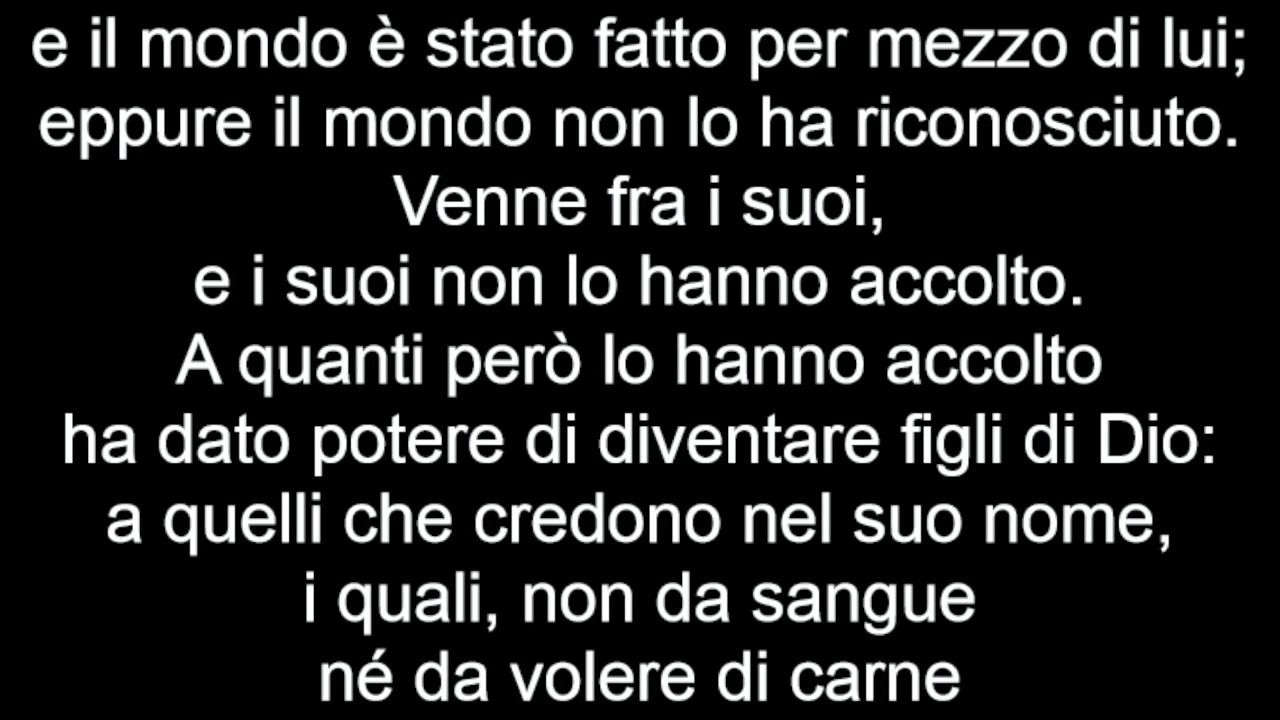 e il mondo è stato fatto per mezzo di lui;
eppure il mondo non lo ha riconosciuto.
Venne fra i suoi,
e i suoi non lo hanno accolto.
A quanti però lo hanno accolto
ha dato potere di diventare figli di Dio:
a quelli che credono nel suo nome,
i quali, non da sangue
né da volere di carne